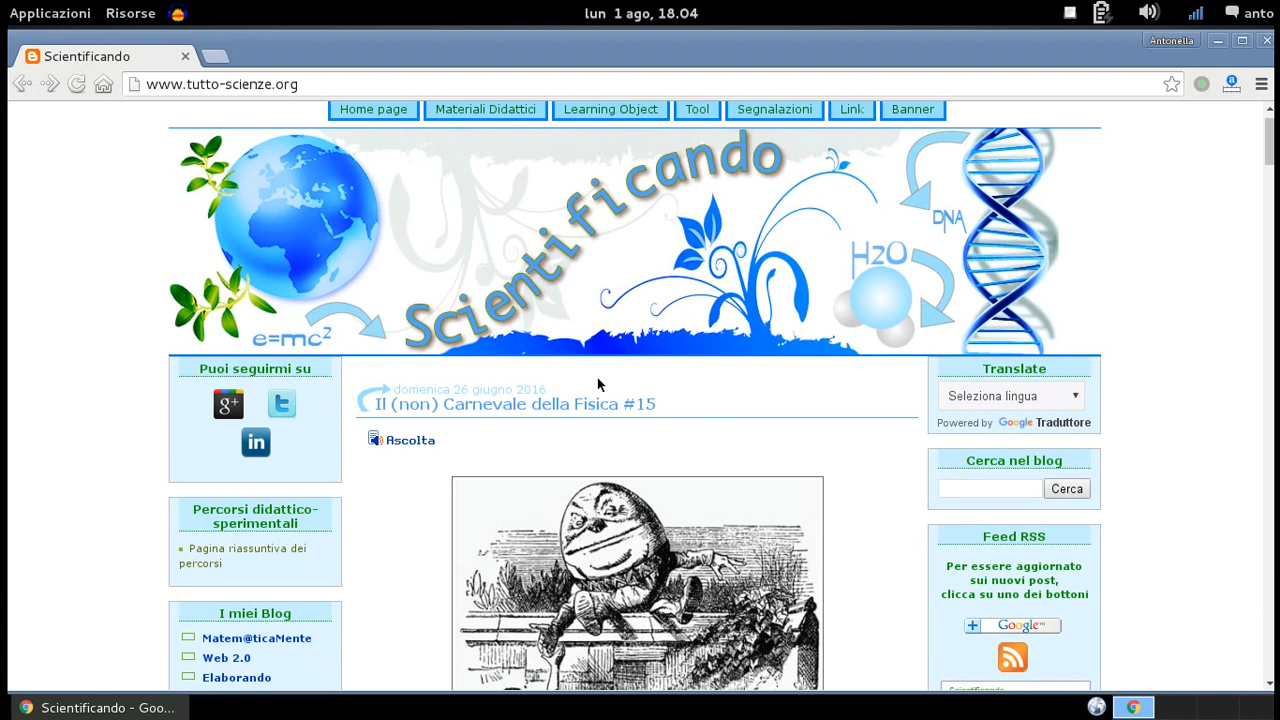 Applicazioni Risorse lun 1 ago, 18.04 anto
Scientificando Antonella
www.tutto-scienze.org
Home page Materiali Didattici Learning Object Tool Segnalazioni Link Banner
Scientificando
e=mc²
H2O
DNA
Puoi seguirmi su
g+
in
Percorsi didattico-
sperimentali
Pagina riassuntiva dei
percorsi
I miei Blog
Matem@ticaMente
Web 2.0
Elaborando
domenica 26 giugno 2016
Il (non) Carnevale della Fisica #15
Ascolta
Translate
Seleziona lingua
Powered by Google Traduttore
Cerca nel blog
Cerca
Feed RSS
Per essere aggiornato
sui nuovi post,
clicca su uno dei bottoni
Google™
Scientificando - Goo...